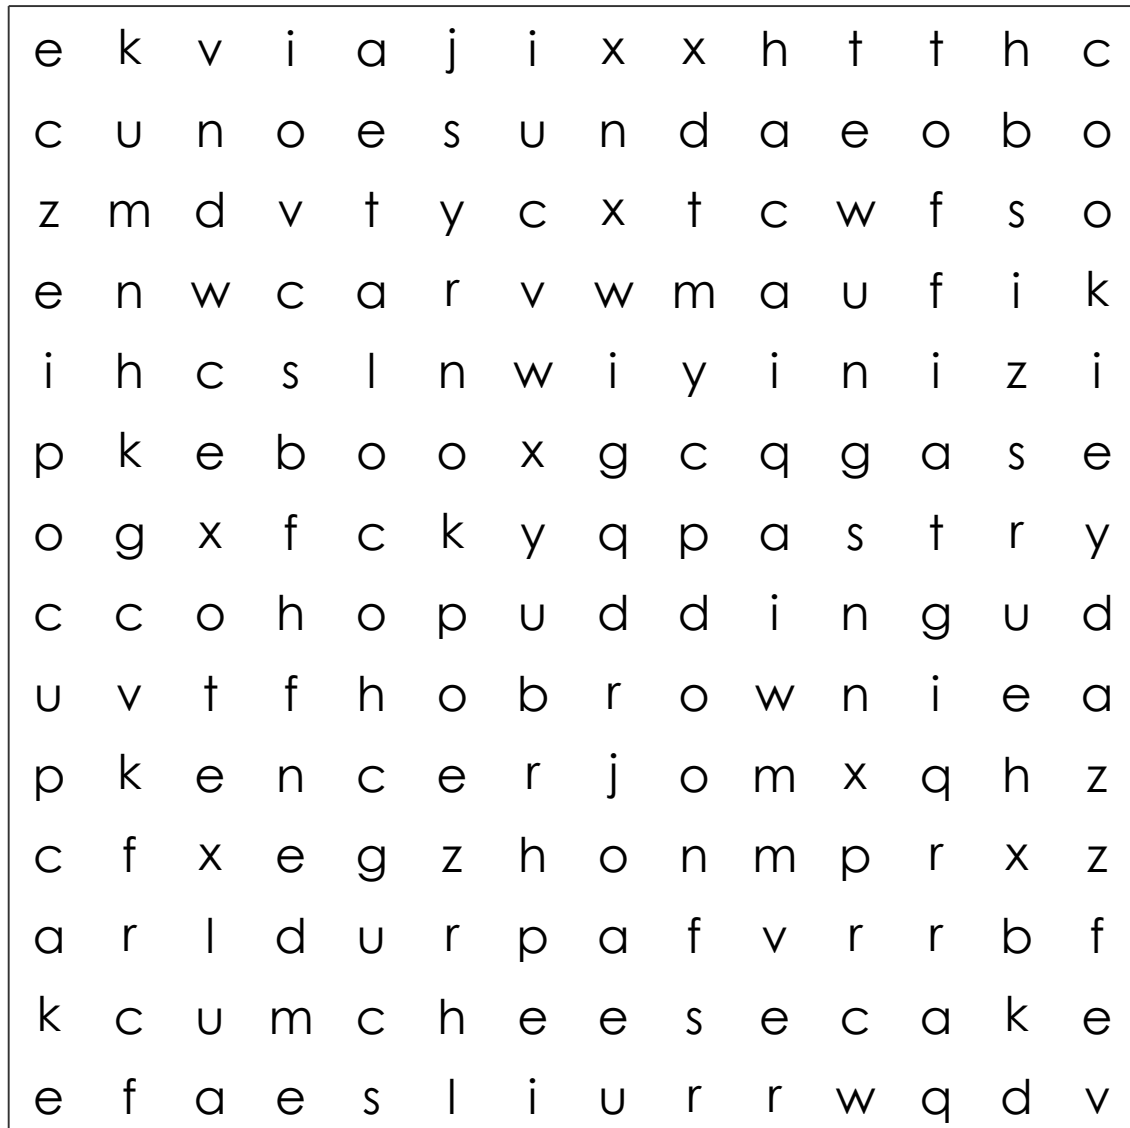 e k v i a j i x x h t t h c
c u n o e s u n d a e o b o
z m d v t y c x t c w f s o
e n w c a r v w m a u f i k
i h c s l n w i y i n i z i
p k e b o o x g c q g a s e
o g x f c k y q p a s t r y
c c o h o p u d d i n g u d
u v t f h o b r o w n i e a
p k e n c e r j o m x q h z
c f x e g z h o n m p r x z
a r l d u r p a f v r r b f
k c u m c h e e s e c a k e
e f a e s l i u r r w q d v